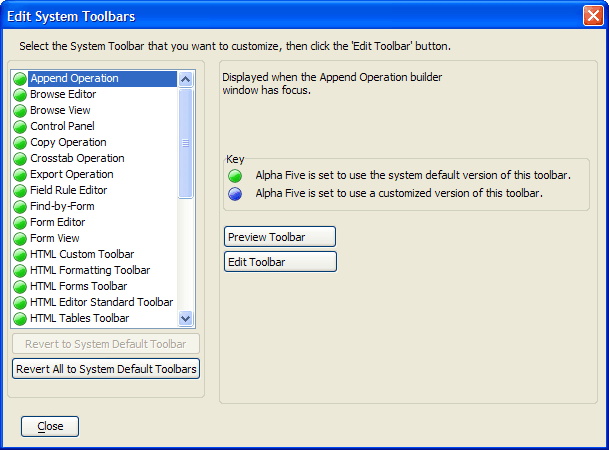 Edit System Toolbars
Select the System Toolbar that you want to customize, then click the 'Edit Toolbar' button.
Append Operation
Browse Editor
Browse View
Control Panel
Copy Operation
Crosstab Operation
Export Operation
Field Rule Editor
Find-by-Form
Form Editor
Form View
HTML Custom Toolbar
HTML Formatting Toolbar
HTML Forms Toolbar
HTML Editor Standard Toolbar
HTML Tables Toolbar
Revert to System Default Toolbar
Revert All to System Default Toolbars
Displayed when the Append Operation builder
window has focus.
Key
Alpha Five is set to use the system default version of this toolbar.
Alpha Five is set to use a customized version of this toolbar.
Preview Toolbar
Edit Toolbar
Close